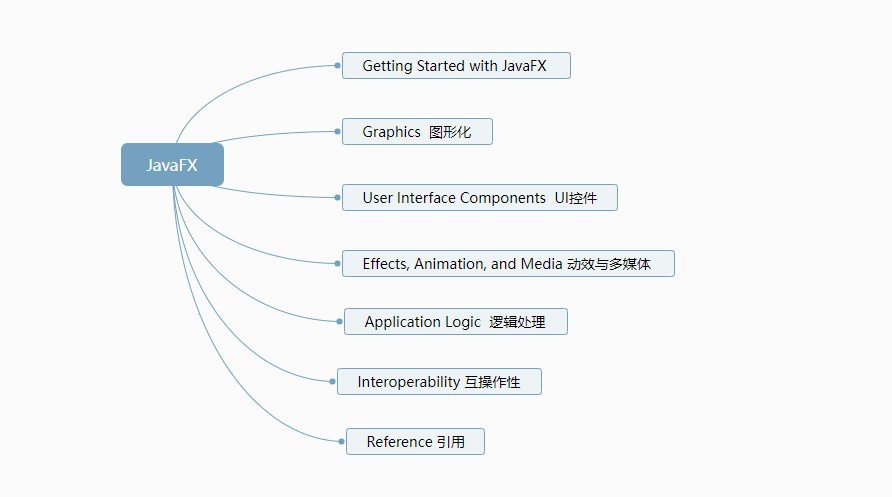 JavaFX
Getting Started with JavaFX
Graphics 图形化
User Interface Components UI控件
Effects, Animation, and Media 动效与多媒体
Application Logic 逻辑处理
Interoperability 互操作性
Reference 引用